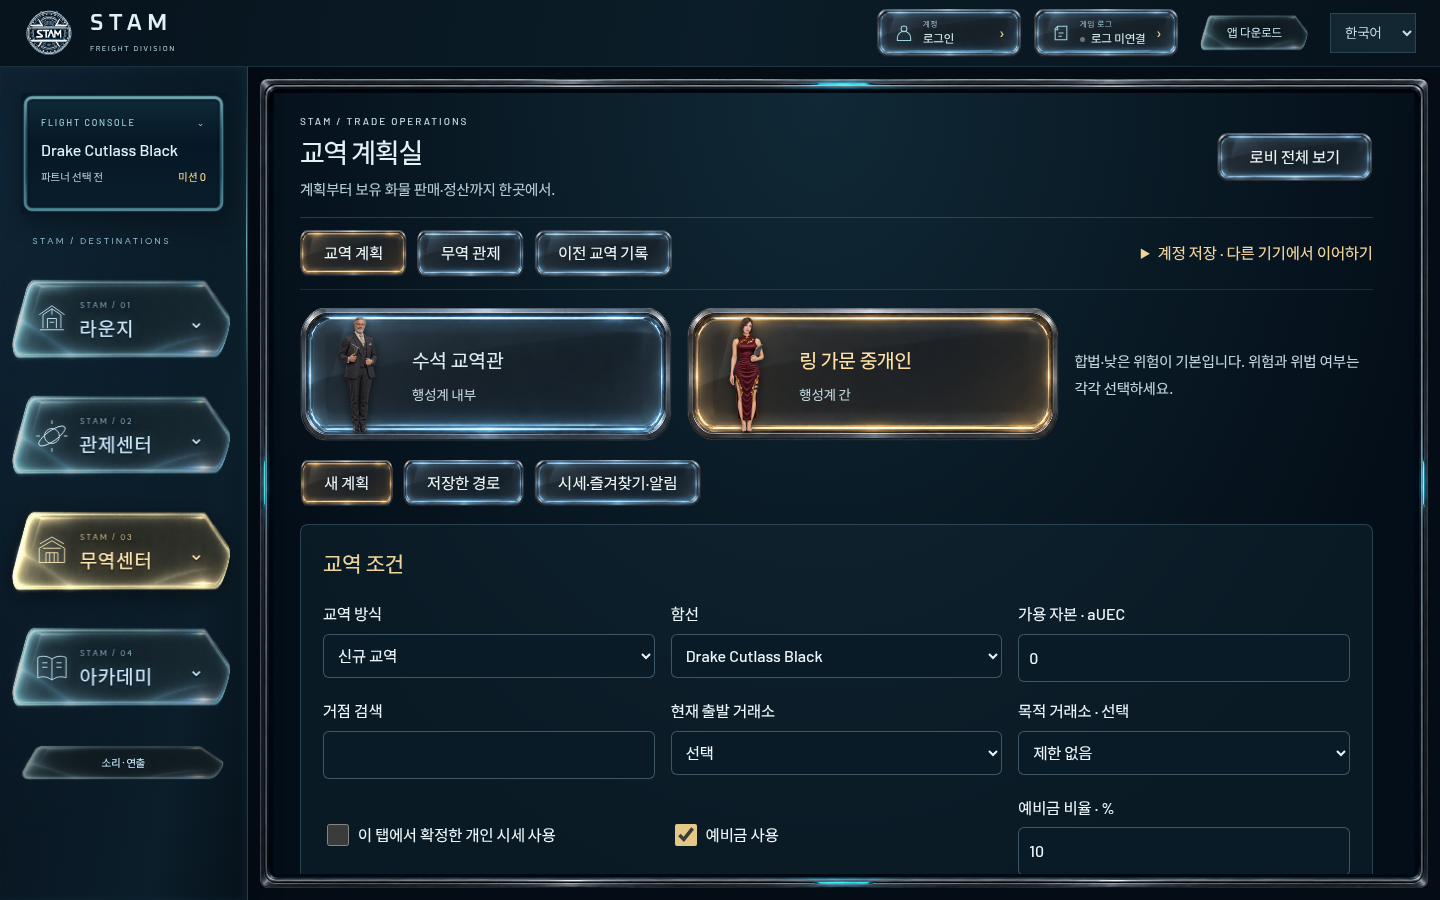 STAM
STAM
FREIGHT DIVISION
계정
로그인
게임 로그
로그 미연결
앱 다운로드
한국어
FLIGHT CONSOLE
Drake Cutlass Black
파트너 선택 전
미션 0
STAM / DESTINATIONS
STAM / 01
라운지
STAM / 02
관제센터
STAM / 03
무역센터
STAM / 04
아카데미
소리 · 연출
STAM / TRADE OPERATIONS
교역 계획실
계획부터 보유 화물 판매·정산까지 한곳에서.
로비 전체 보기
교역 계획
무역 관제
이전 교역 기록
▶ 계정 저장 · 다른 기기에서 이어하기
수석 교역관
행성계 내부
링 가문 중개인
행성계 간
합법·낮은 위험이 기본입니다. 위험과 위법 여부는
각각 선택하세요.
새 계획
저장한 경로
시세·즐겨찾기·알림
교역 조건
교역 방식
함선
가용 자본 · aUEC
신규 교역
Drake Cutlass Black
0
거점 검색
현재 출발 거래소
목적 거래소 · 선택
선택
제한 없음
예비금 비율 · %
이 탭에서 확정한 개인 시세 사용
예비금 사용
10